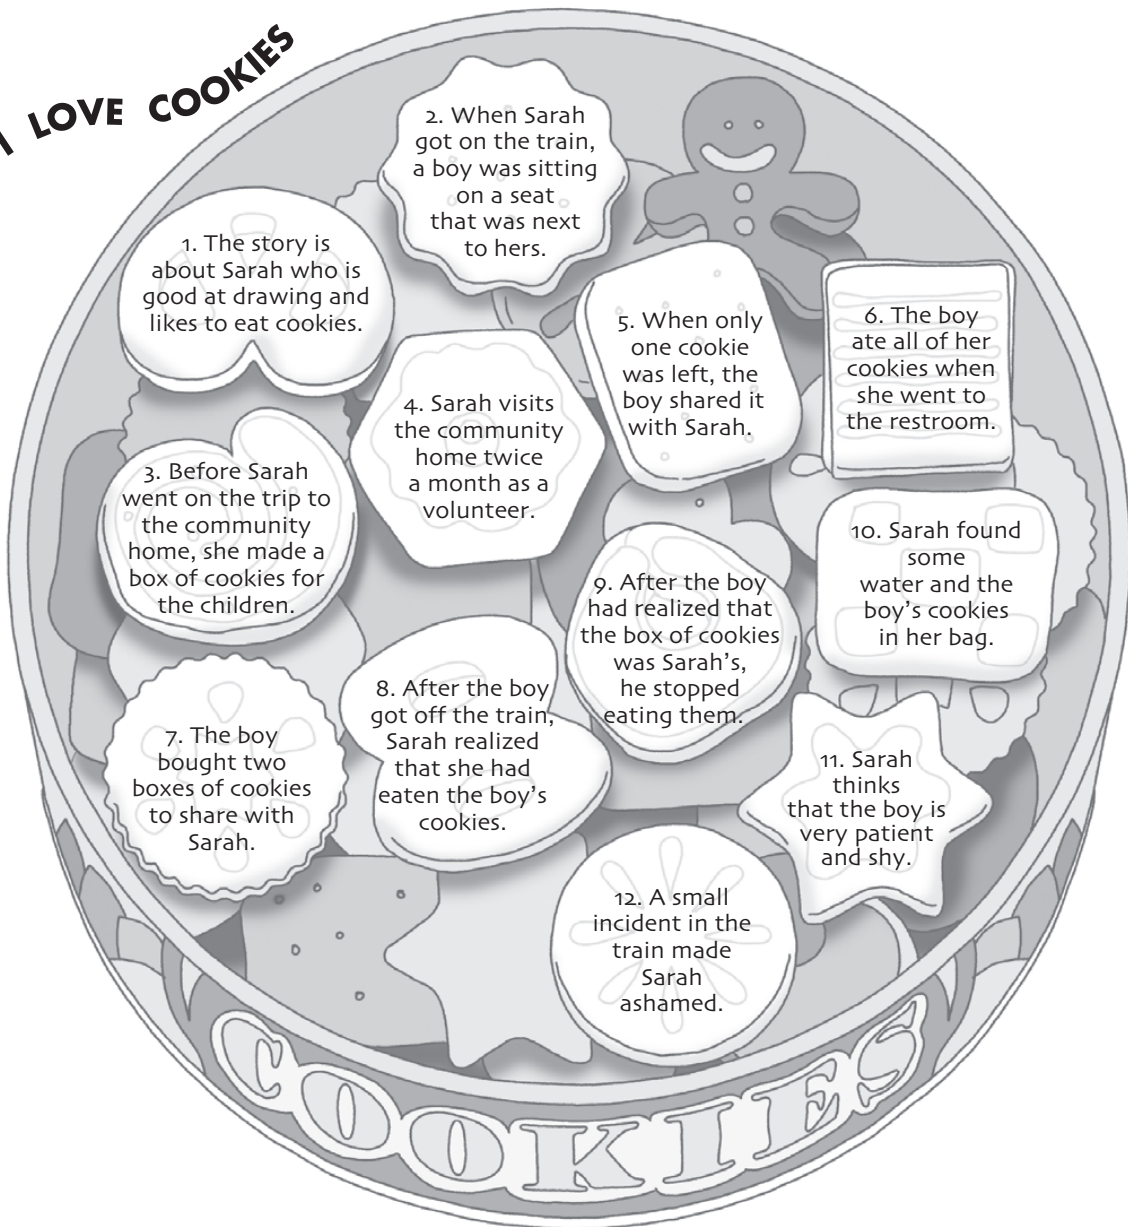 I LOVE COOKIES
1. The story is
about Sarah who is
good at drawing and
likes to eat cookies.
2. When Sarah
got on the train,
a boy was sitting
on a seat
that was next
to hers.
3. Before Sarah
went on the trip to
the community
home, she made a
box of cookies for
the children.
4. Sarah visits
the community
home twice
a month as a
volunteer.
5. When only
one cookie
was left, the
boy shared it
with Sarah.
6. The boy
ate all of her
cookies when
she went to
the restroom.
7. The boy
bought two
boxes of cookies
to share with
Sarah.
8. After the boy
got off the train,
Sarah realized
that she had
eaten the boy's
cookies.
9. After the boy
had realized that
the box of cookies
was Sarah's,
he stopped
eating them.
10. Sarah found
some
water and the
boy's cookies
in her bag.
11. Sarah
thinks
that the boy is
very patient
and shy.
12. A small
incident in the
train made
Sarah
ashamed.
COOKIES